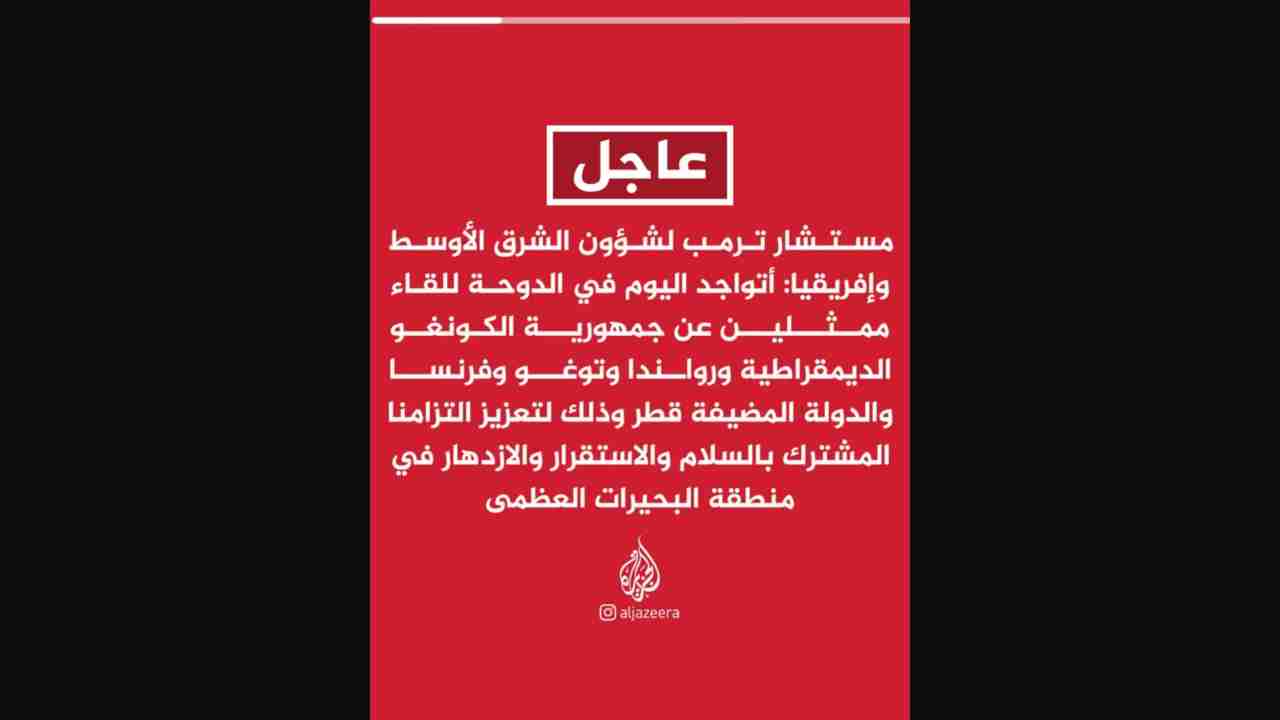 عاجل
مستشار ترمب لشؤون الشرق الأوسط
وإفريقيا: أتواجد اليوم في الدوحة للقاء
ممثلين عن جمهورية الكونغو
الديمقراطية ورواندا وتوغو وفرنسا
والدولة المضيفة قطر وذلك لتعزيز التزامنا
المشترك بالسلام والاستقرار والازدهار في
منطقة البحيرات العظمى
الجزيرة
aljazeera